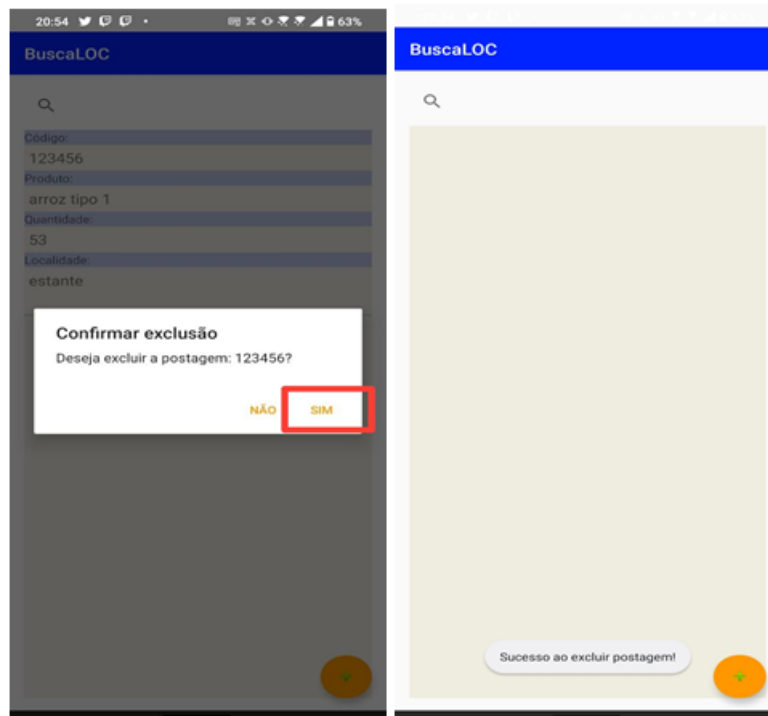 20:54
63%
BuscaLOC
Código:
123456
Produto:
arroz tipo 1
Quantidade:
53
Localidade:
estante
Confirmar exclusão
Deseja excluir a postagem: 123456?
NÃO
SIM
BuscaLOC
Sucesso ao excluir postagem!